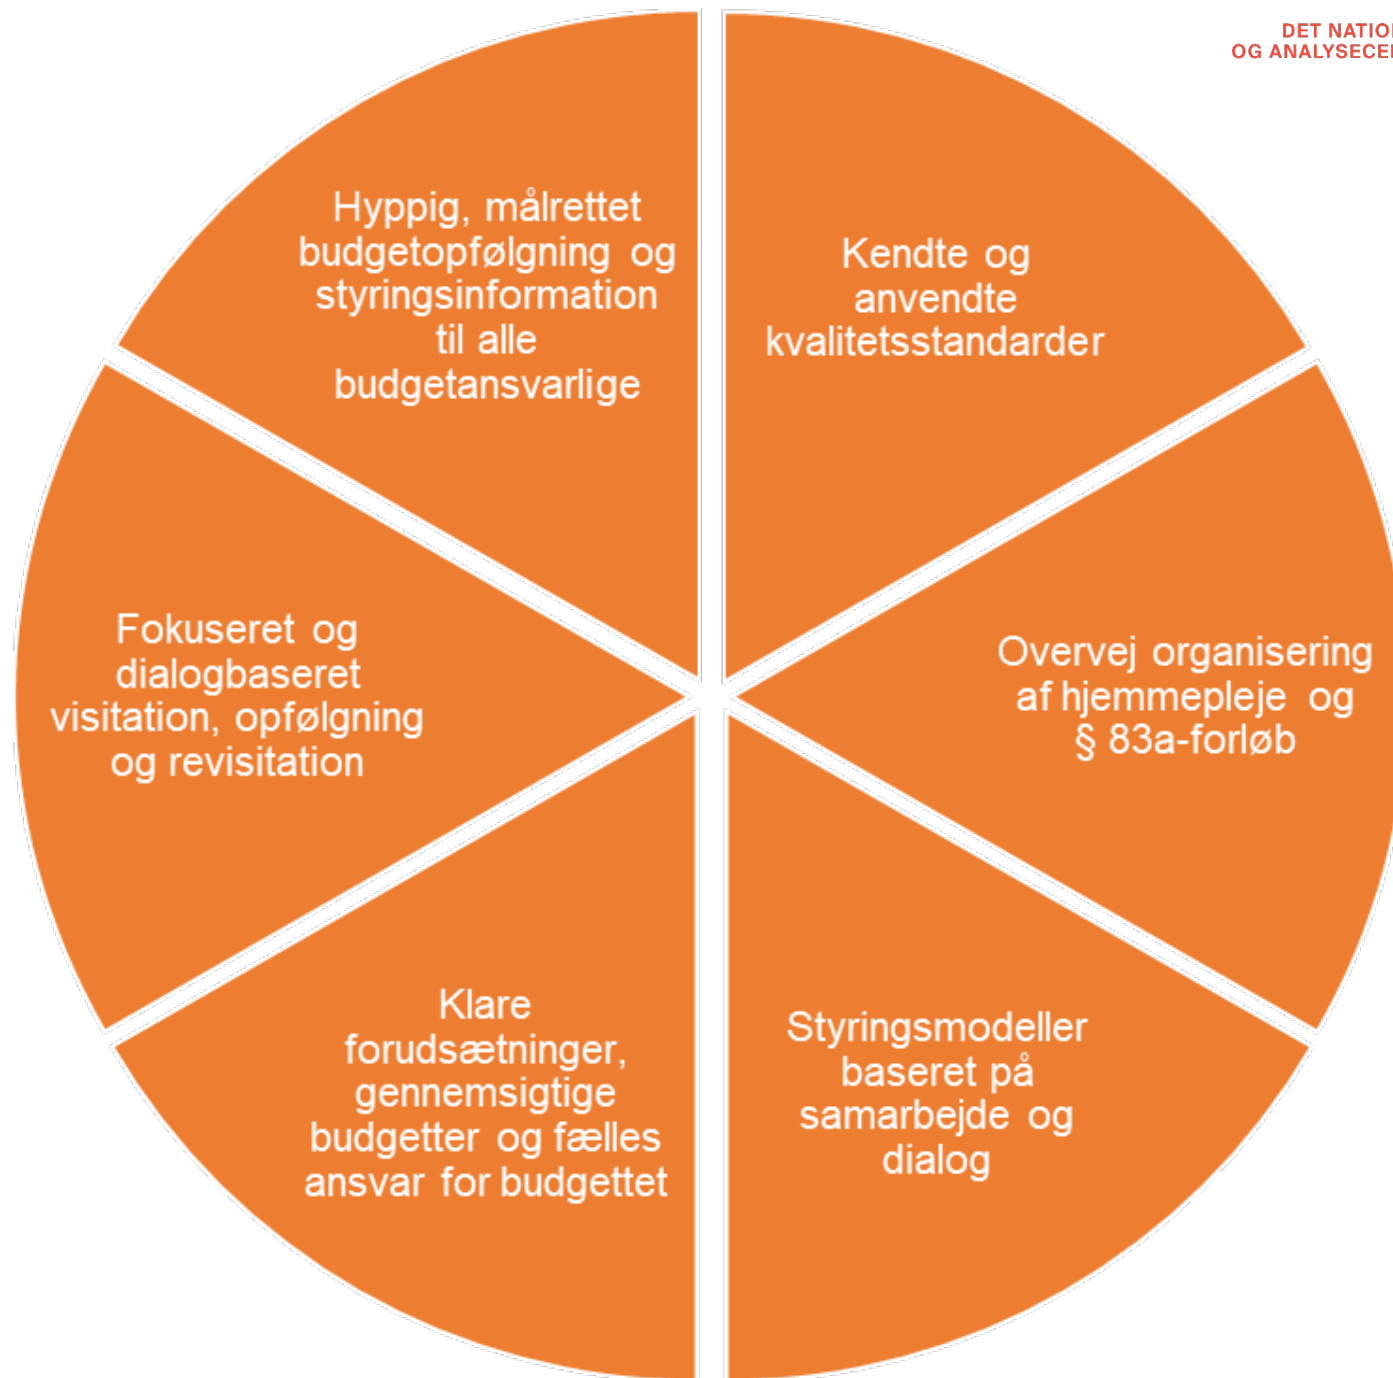 DET NATIO
OG ANALYSECE
Hyppig, målrettet
budgetopfølgning og
styringsinformation
til alle
budgetansvarlige
Kendte og
anvendte
kvalitetsstandarder
Overvej organisering
af hjemmepleje og
§ 83a-forløb
Styringsmodeller
baseret på
samarbejde og
dialog
Klare
forudsætninger,
gennemsigtige
budgetter og fælles
ansvar for budgettet
Fokuseret og
dialogbaseret
visitation, opfølgning
og revisitation